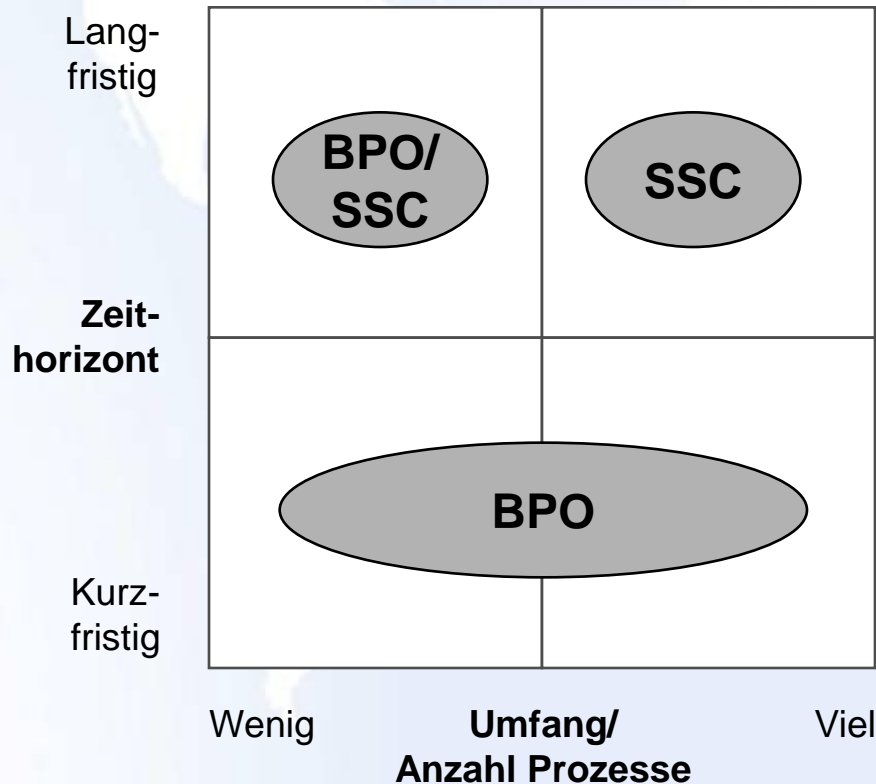 Lang-
fristig
BPO/
SSC
SSC
Zeit-
horizont
BPO
Kurz-
fristig
Wenig
Umfang/
Viel
Anzahl Prozesse